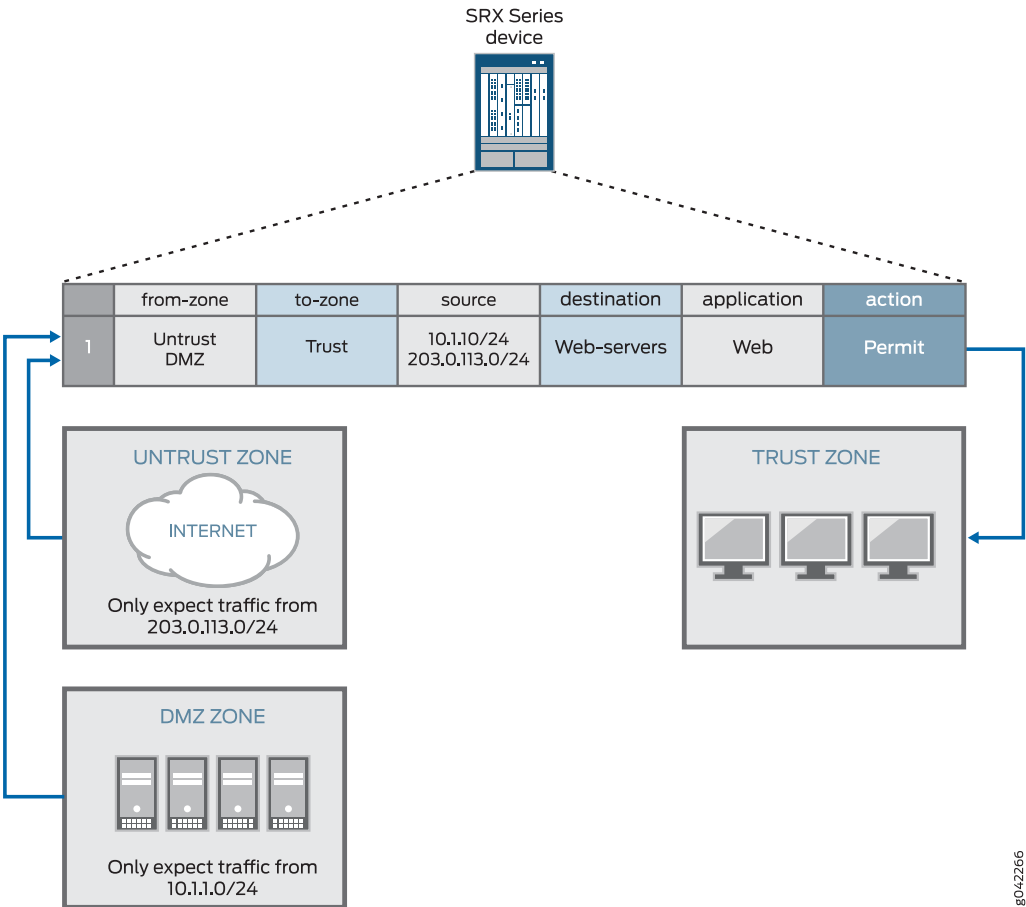 SRX Series
device
from-zone to-zone source destination application action
1 Untrust
DMZ Trust 10.1.10/24
203.0.113.0/24 Web-servers Web Permit
UNTRUST ZONE
INTERNET
Only expect traffic from
203.0.113.0/24
TRUST ZONE
DMZ ZONE
Only expect traffic from
10.1.1.0/24
g042266